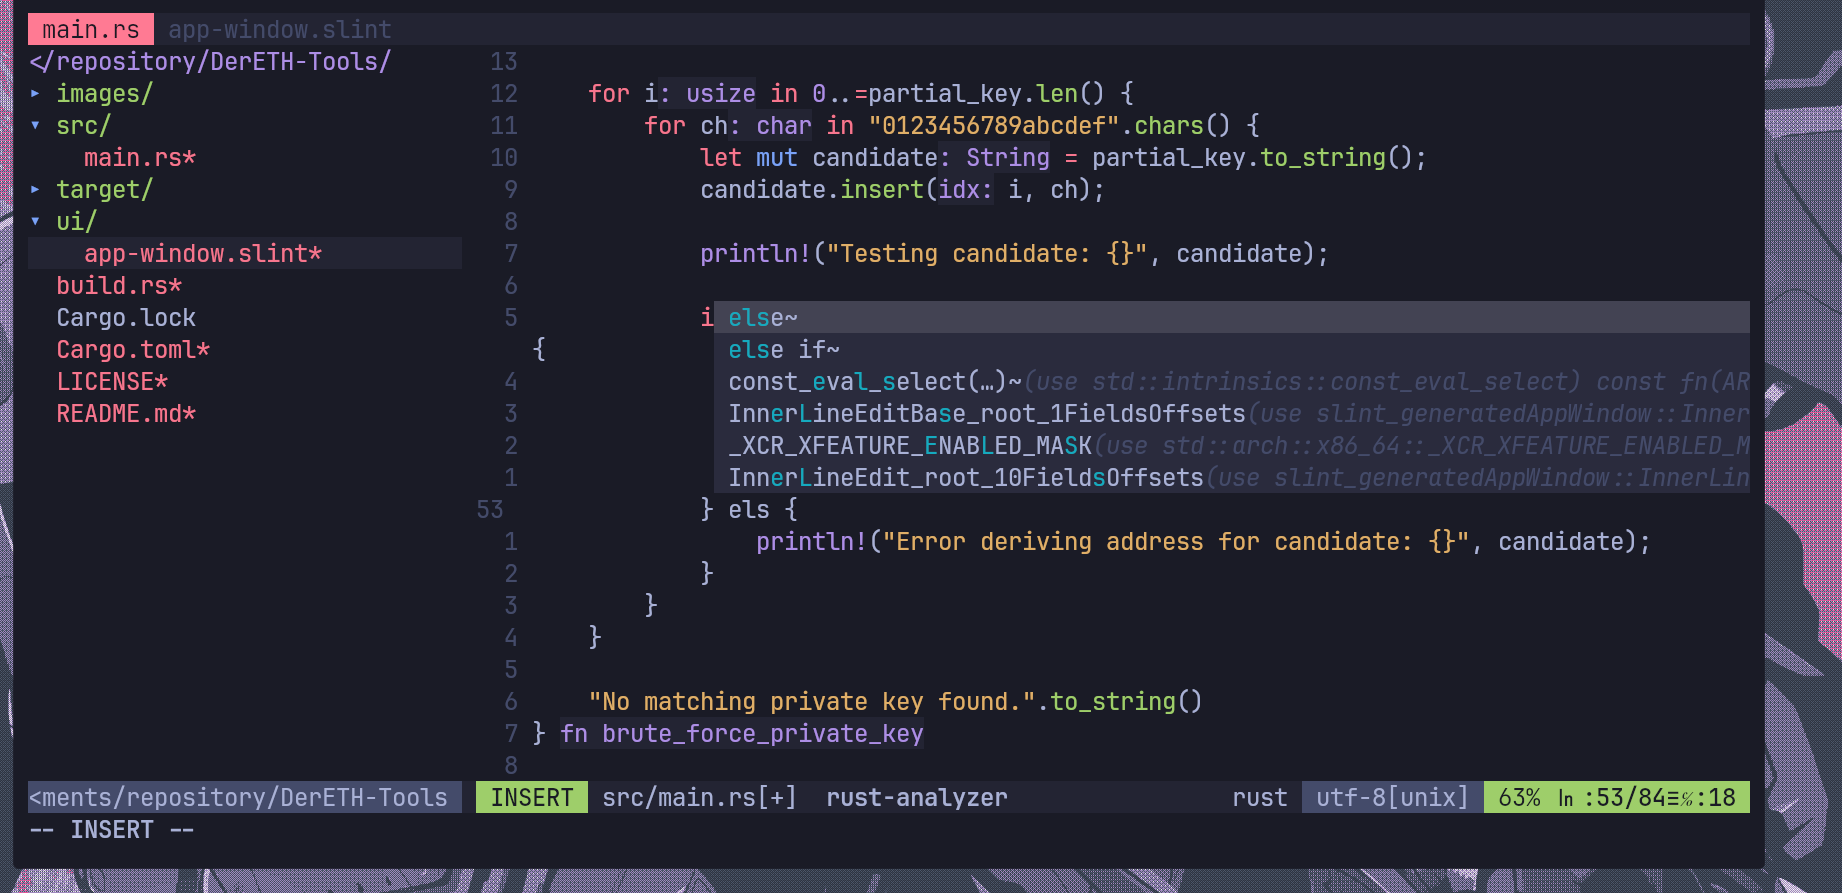 main.rs  app-window.slint
</repository/DerETH-Tools/
▸ images/
▾ src/
    main.rs*
▸ target/
▾ ui/
    app-window.slint*
  build.rs*
  Cargo.lock
  Cargo.toml*
  LICENSE*
  README.md*
13
12     for i: usize in 0..=partial_key.len() {
11         for ch: char in "0123456789abcdef".chars() {
10             let mut candidate: String = partial_key.to_string();
9             candidate.insert(idx: i, ch);
8
7             println!("Testing candidate: {}", candidate);
6
5             i
{
4
3
2
1
else~
else if~
const_eval_select(…)~(use std::intrinsics::const_eval_select) const fn(AR
InnerLineEditBase_root_1FieldsOffsets(use slint_generatedAppWindow::Inner
_XCR_XFEATURE_ENABLED_MASK(use std::arch::x86_64::_XCR_XFEATURE_ENABLED_M
InnerLineEdit_root_10FieldsOffsets(use slint_generatedAppWindow::InnerLin
53             } els {
1                 println!("Error deriving address for candidate: {}", candidate);
2             }
3         }
4     }
5
6     "No matching private key found.".to_string()
7 } fn brute_force_private_key
8
<ments/repository/DerETH-Tools  INSERT  src/main.rs[+]  rust-analyzer  rust  utf-8[unix]  63% ln :53/84≡%:18
-- INSERT --